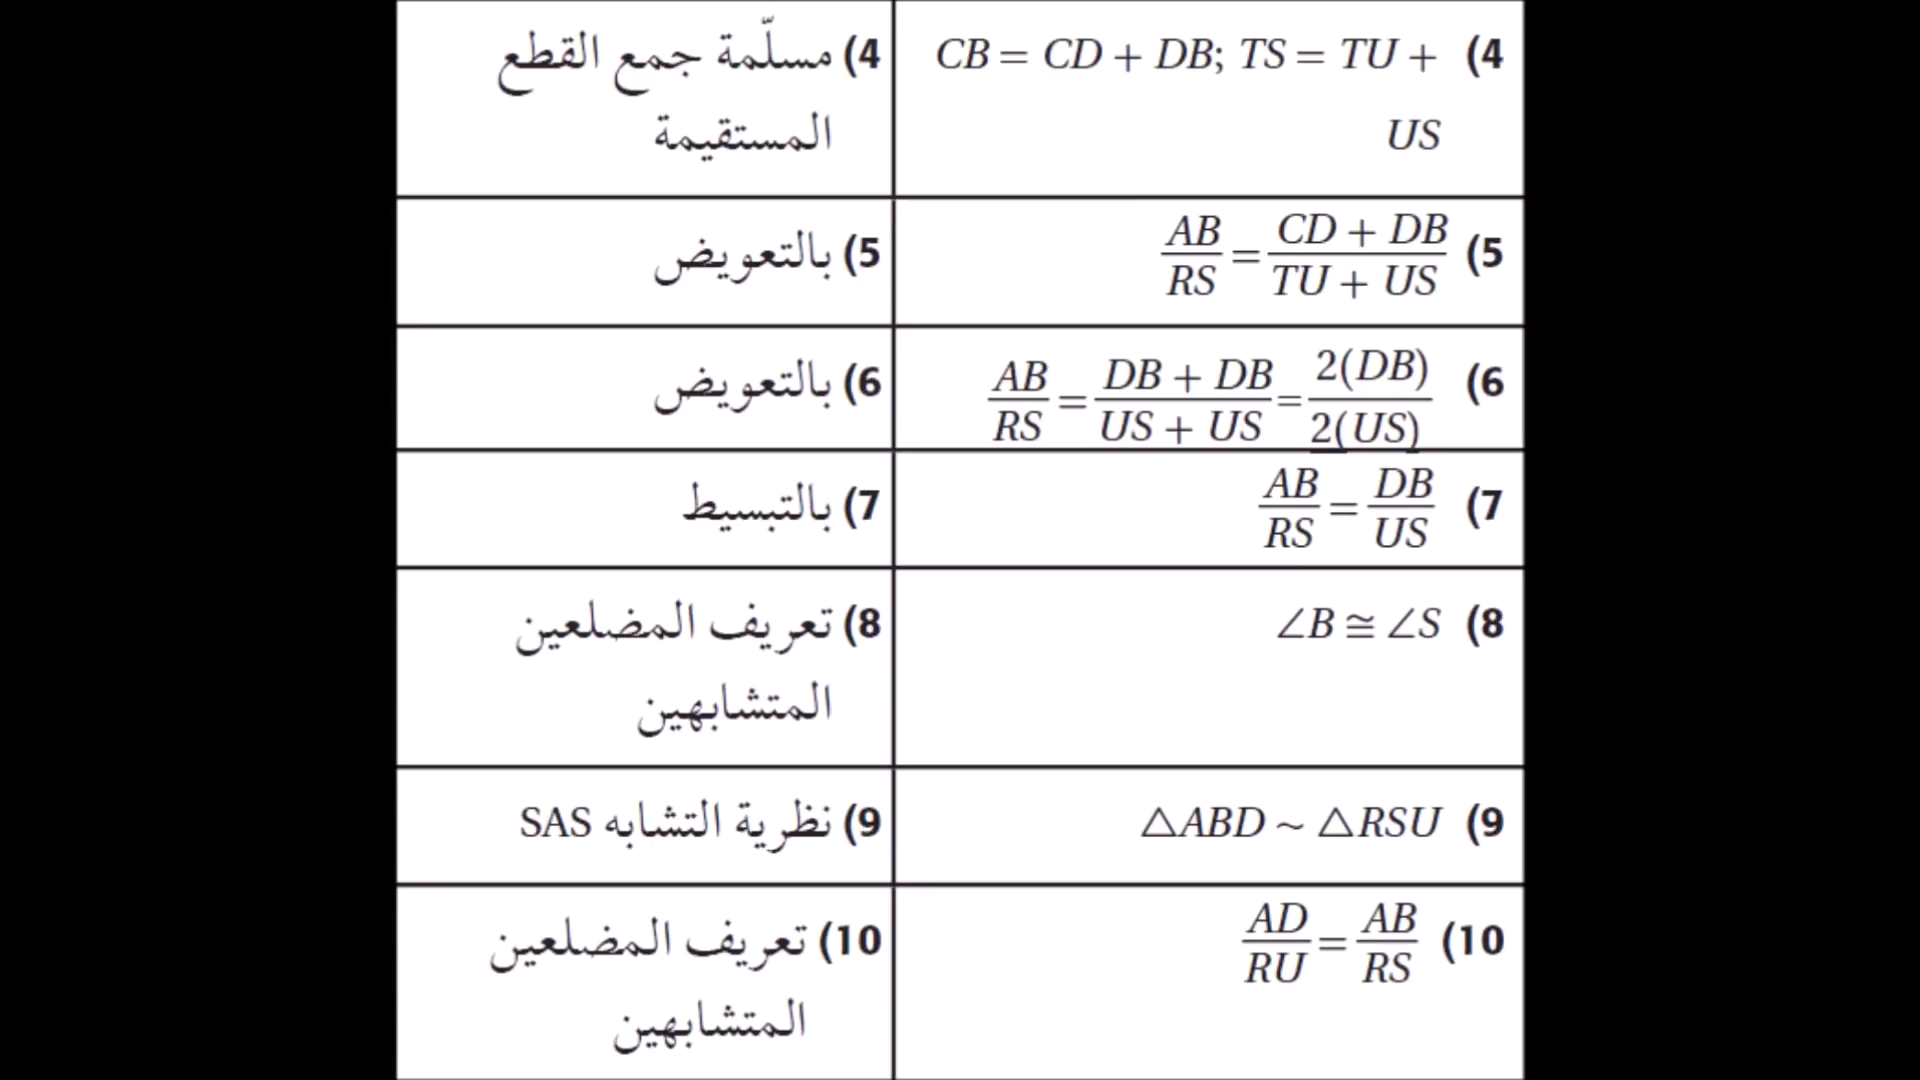 4) CB = CD + DB; TS = TU +
US
4) مسلّمة جمع القطع
المستقيمة
5) AB/RS = (CD + DB)/(TU + US)
5) بالتعويض
6) AB/RS = (DB + DB)/(US + US) = 2(DB)/2(US)
6) بالتعويض
7) AB/RS = DB/US
7) بالتبسيط
8) ∠B ≅ ∠S
8) تعريف المضلعين
المتشابهين
9) △ABD ~ △RSU
9) نظرية التشابه SAS
10) AD/RU = AB/RS
10) تعريف المضلعين
المتشابهين